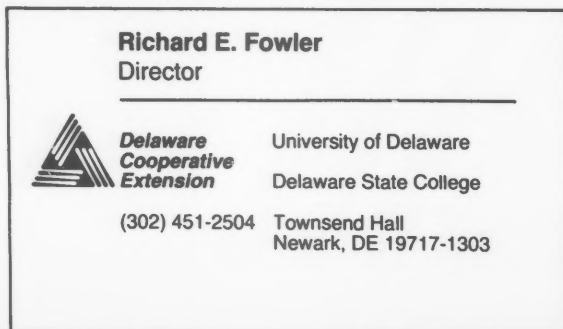 Richard E. Fowler
Director
Delaware
Cooperative
Extension
University of Delaware
Delaware State College
(302) 451-2504
Townsend Hall
Newark, DE 19717-1303